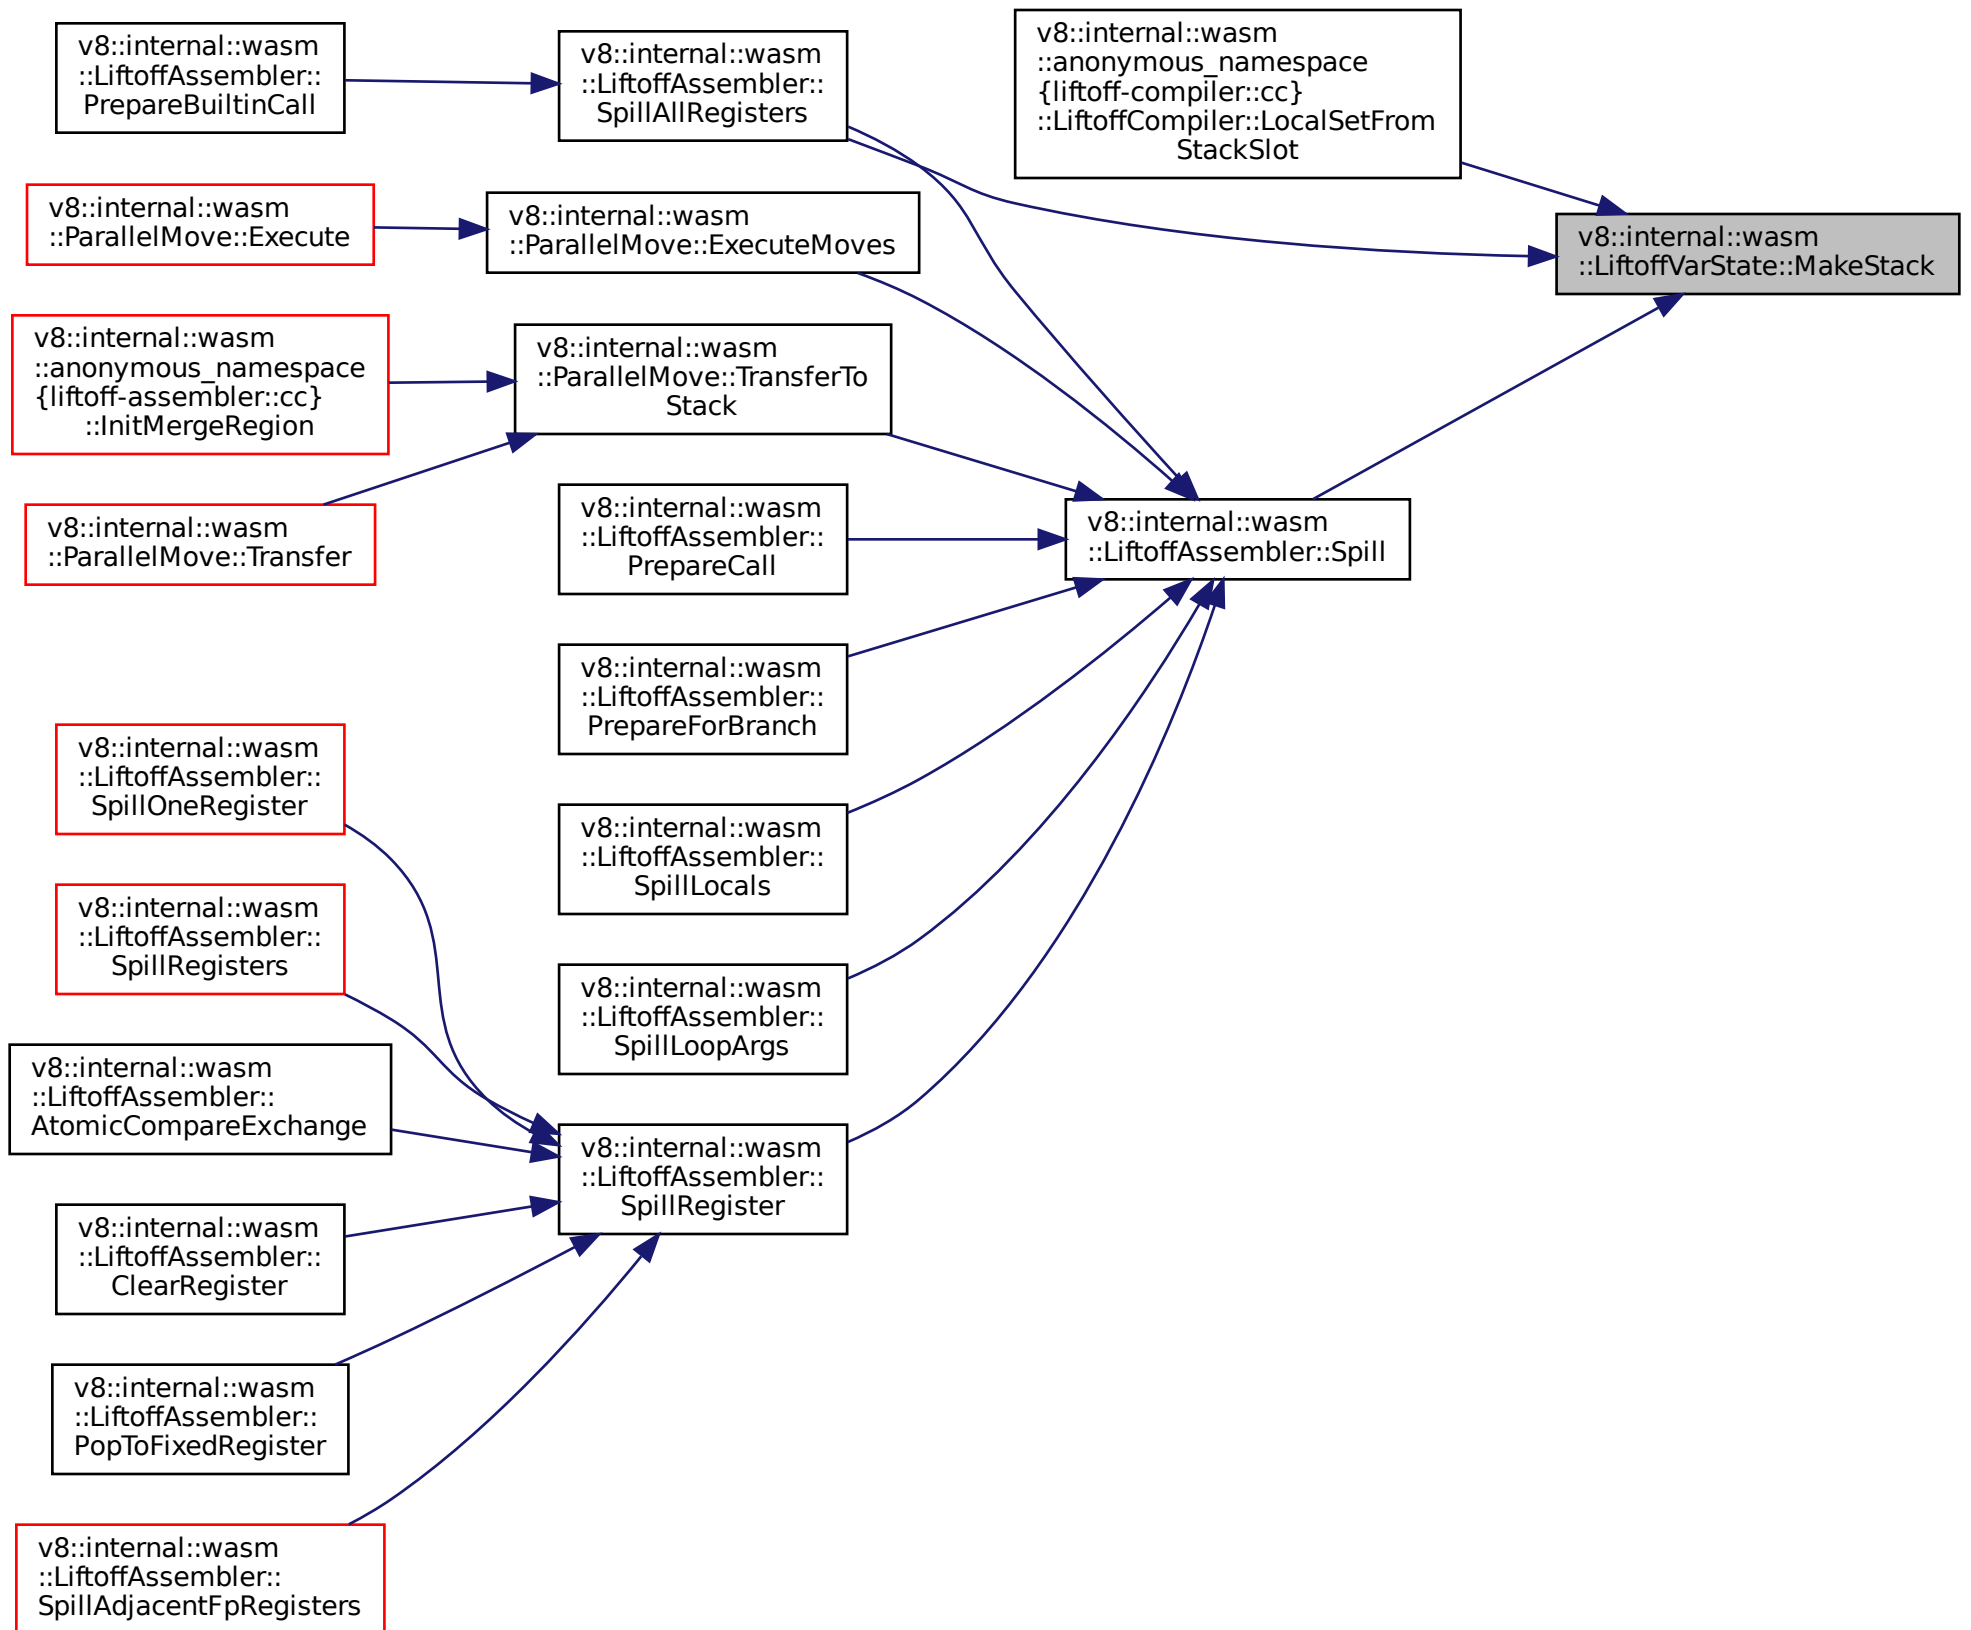 v8::internal::wasm
::LiftoffAssembler::
PrepareBuiltinCall
v8::internal::wasm
::LiftoffAssembler::
SpillAllRegisters
v8::internal::wasm
::anonymous_namespace
{liftoff-compiler::cc}
::LiftoffCompiler::LocalSetFrom
StackSlot
v8::internal::wasm
::ParallelMove::Execute
v8::internal::wasm
::ParallelMove::ExecuteMoves
v8::internal::wasm
::LiftoffVarState::MakeStack
v8::internal::wasm
::anonymous_namespace
{liftoff-assembler::cc}
::InitMergeRegion
v8::internal::wasm
::ParallelMove::TransferTo
Stack
v8::internal::wasm
::ParallelMove::Transfer
v8::internal::wasm
::LiftoffAssembler::
PrepareCall
v8::internal::wasm
::LiftoffAssembler::Spill
v8::internal::wasm
::LiftoffAssembler::
PrepareForBranch
v8::internal::wasm
::LiftoffAssembler::
SpillOneRegister
v8::internal::wasm
::LiftoffAssembler::
SpillLocals
v8::internal::wasm
::LiftoffAssembler::
SpillRegisters
v8::internal::wasm
::LiftoffAssembler::
SpillLoopArgs
v8::internal::wasm
::LiftoffAssembler::
AtomicCompareExchange
v8::internal::wasm
::LiftoffAssembler::
SpillRegister
v8::internal::wasm
::LiftoffAssembler::
ClearRegister
v8::internal::wasm
::LiftoffAssembler::
PopToFixedRegister
v8::internal::wasm
::LiftoffAssembler::
SpillAdjacentFpRegisters